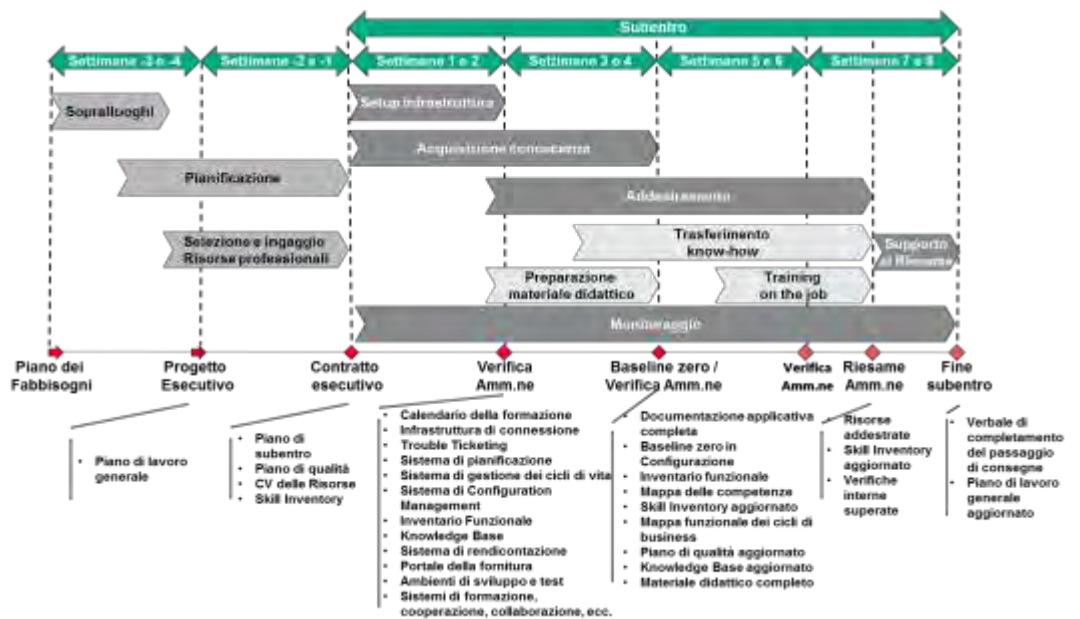 Subentro
Settimane -3 e -4
Settimane -2 e -1
Settimane 1 e 2
Settimane 3 e 4
Settimane 5 e 6
Settimane 7 e 8
Sopralluoghi
Setup infrastruttura
Acquisizione conoscenza
Pianificazione
Addestramento
Selezione e ingaggio
Risorse professionali
Trasferimento
know-how
Supporto
al Riesame
Preparazione
materiale didattico
Training
on the job
Monitoraggio
Piano dei
Fabbisogni
Progetto
Esecutivo
Contratto
esecutivo
Verifica
Amm.ne
Baseline zero /
Verifica Amm.ne
Verifica
Amm.ne
Riesame
Amm.ne
Fine
subentro
• Piano di lavoro
generale
• Piano di
subentro
• Piano di qualità
• CV delle Risorse
• Skill Inventory
• Calendario della formazione
• Infrastruttura di connessione
• Trouble Ticketing
• Sistema di pianificazione
• Sistema di gestione dei cicli di vita
• Sistema di Configuration
Management
• Inventario Funzionale
• Knowledge Base
• Sistema di rendicontazione
• Portale della fornitura
• Ambienti di sviluppo e test
• Sistemi di formazione,
cooperazione, collaborazione, ecc.
• Documentazione applicativa
completa
• Baseline zero in
Configurazione
• Inventario funzionale
• Mappa delle competenze
• Skill Inventory aggiornato
• Mappa funzionale dei cicli di
business
• Piano di qualità aggiornato
• Knowledge Base aggiornato
• Materiale didattico completo
• Risorse
addestrate
• Skill Inventory
aggiornato
• Verifiche
interne
superate
• Verbale di
completamento
del passaggio
di consegne
• Piano di lavoro
generale
aggiornato